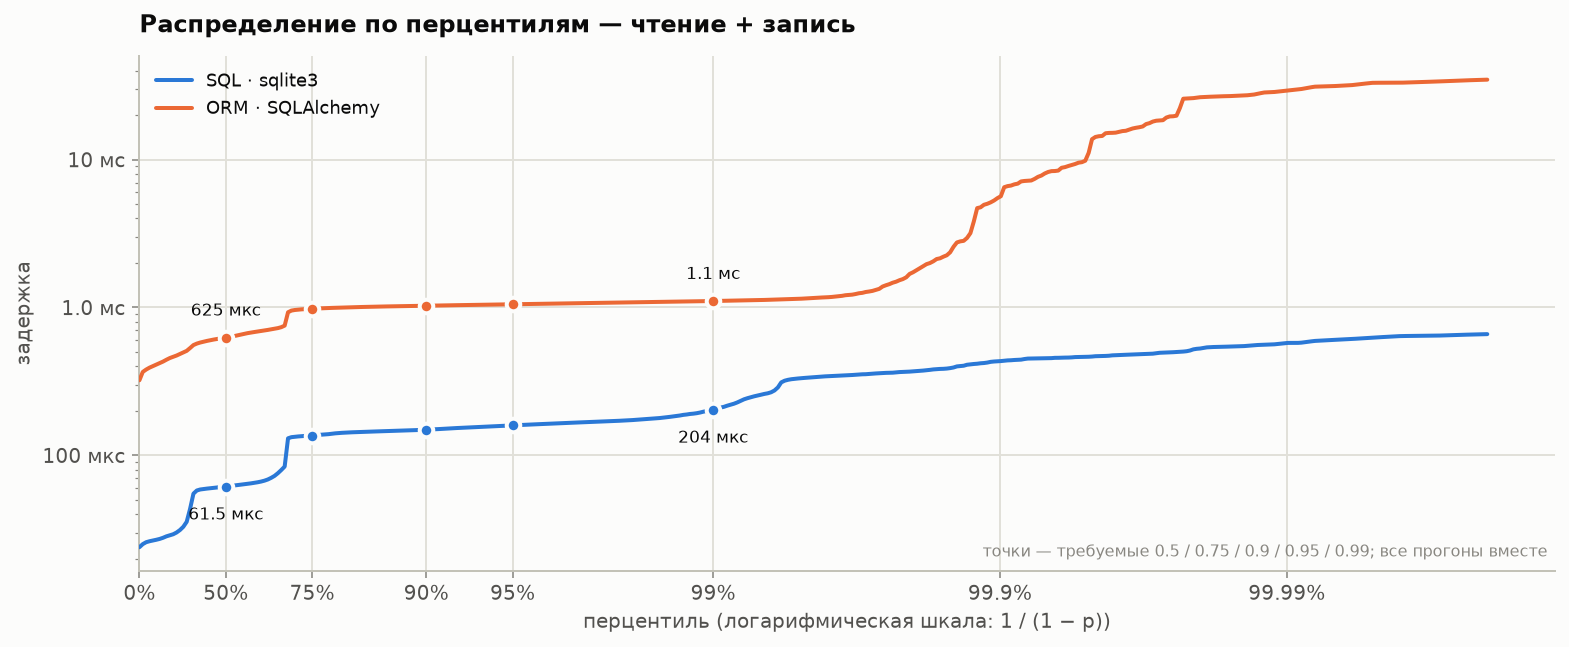 Распределение по перцентилям — чтение + запись
SQL · sqlite3
ORM · SQLAlchemy
10 мс
1.0 мс
100 мкс
задержка
625 мкс
1.1 мс
61.5 мкс
204 мкс
точки — требуемые 0.5 / 0.75 / 0.9 / 0.95 / 0.99; все прогоны вместе
0% 50% 75% 90% 95% 99% 99.9% 99.99%
перцентиль (логарифмическая шкала: 1 / (1 − p))